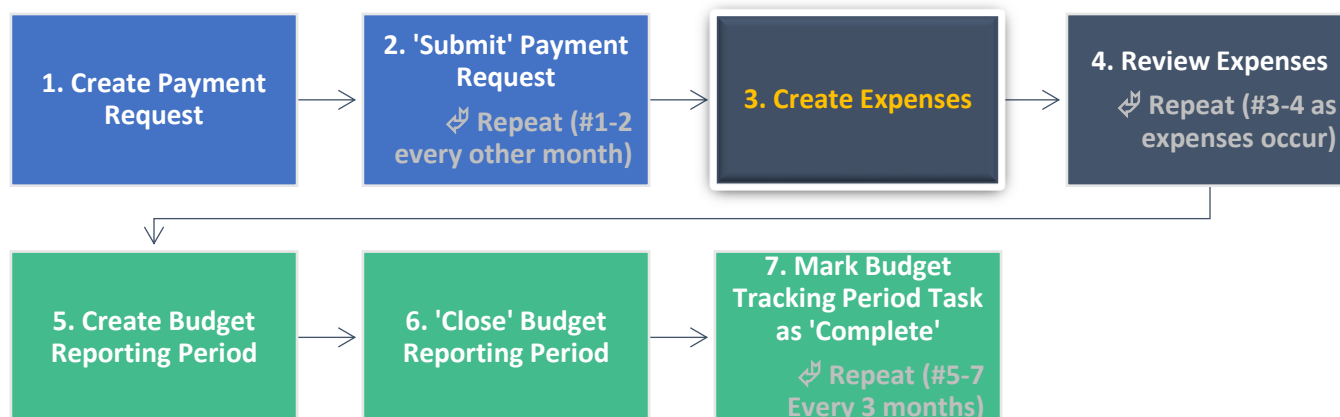 1. Create Payment
Request
2. 'Submit' Payment
Request
Repeat (#1-2
every other month)
3. Create Expenses
4. Review Expenses
Repeat (#3-4 as
expenses occur)
5. Create Budget
Reporting Period
6. 'Close' Budget
Reporting Period
7. Mark Budget
Tracking Period Task
as 'Complete'
Repeat (#5-7
Every 3 months)